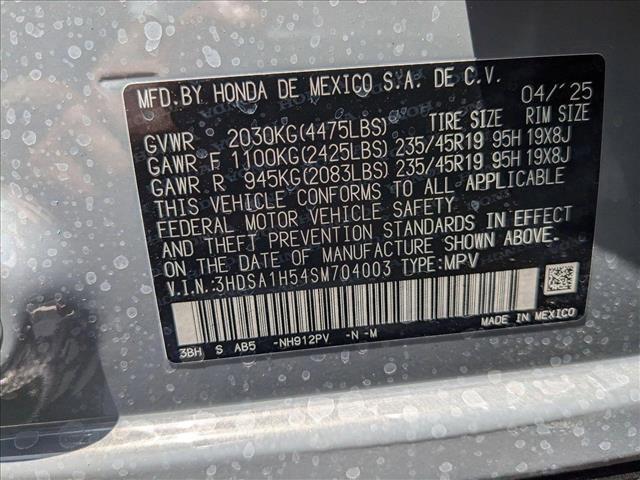 MFD.BY HONDA DE MEXICO S.A. DE C.V. 04/'25
GVWR 2030KG(4475LBS) TIRE SIZE RIM SIZE
GAWR F 1100KG(2425LBS) 235/45R19 95H 19X8J
GAWR R 945KG(2083LBS) 235/45R19 95H 19X8J
THIS VEHICLE CONFORMS TO ALL APPLICABLE
FEDERAL MOTOR VEHICLE SAFETY
AND THEFT PREVENTION STANDARDS IN EFFECT
ON THE DATE OF MANUFACTURE SHOWN ABOVE.
V.I.N.:3HDSA1H54SM704003 TYPE:MPV
3BH S AB5 -NH912PV -N -M MADE IN MEXICO